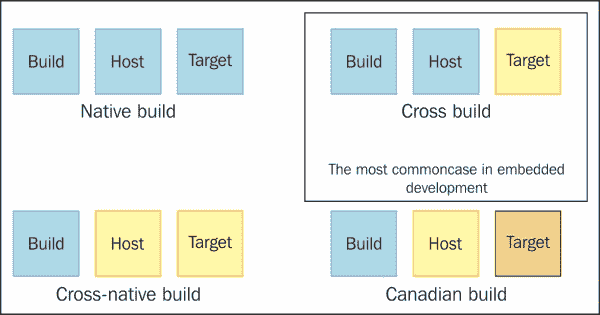 Build Host Target
Native build
Build Host Target
Cross build
The most commoncase in embedded
development
Build Host Target
Cross-native build
Build Host Target
Canadian build